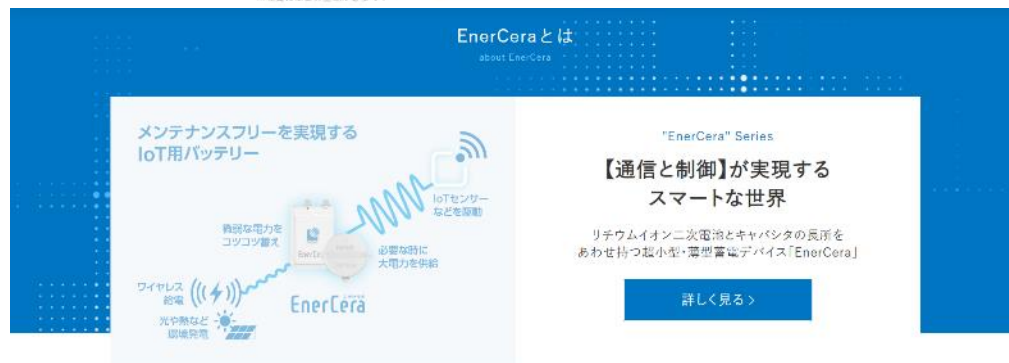 EnerCeraとは
about EnerCera
メンテナンスフリーを実現する
IoT用バッテリー
IoTセンサー
などを駆動
微弱な電力を
コツコツ蓄え
必要な時に
大電力を供給
ワイヤレス
給電
EnerCera
光や熱など
環境発電
"EnerCera" Series
【通信と制御】が実現する
スマートな世界
リチウムイオン二次電池とキャパシタの長所を
あわせ持つ超小型・薄型蓄電デバイス「EnerCera」
詳しく見る >